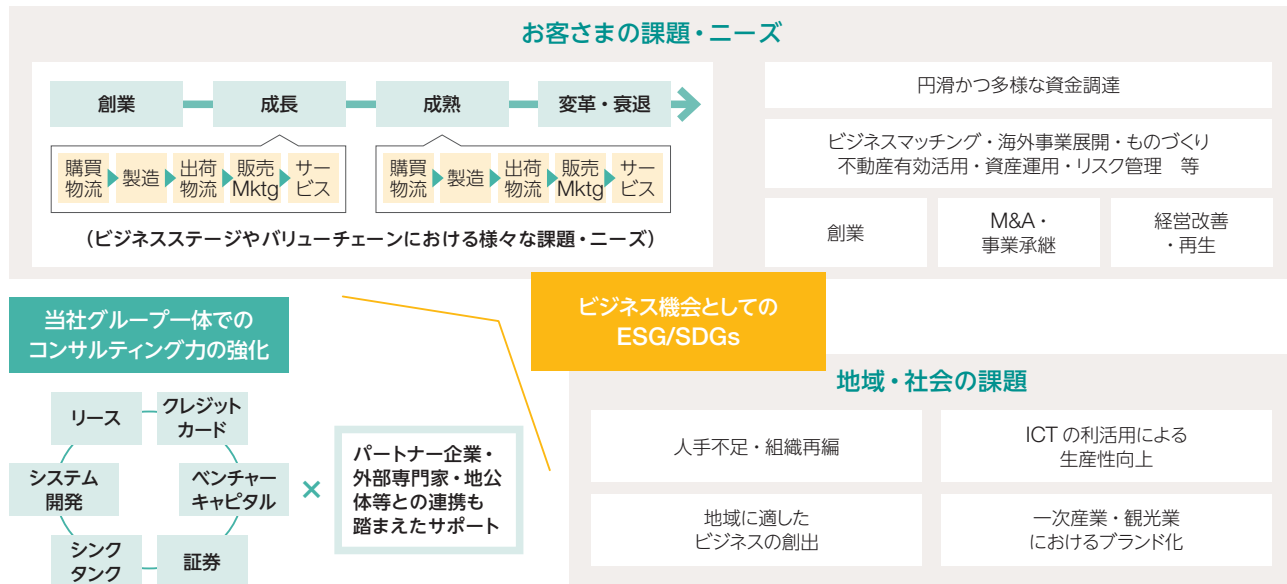 お客さまの課題・ニーズ
創業
成長
成熟
変革・衰退
購買
物流
製造
出荷
物流
販売
Mktg
サー
ビス
購買
物流
製造
出荷
物流
販売
Mktg
サー
ビス
（ビジネスステージやバリューチェーンにおける様々な課題・ニーズ）
円滑かつ多様な資金調達
ビジネスマッチング・海外事業展開・ものづくり
不動産有効活用・資産運用・リスク管理　等
創業
M&A・
事業承継
経営改善
・再生
当社グループ一体での
コンサルティング力の強化
ビジネス機会としての
ESG/SDGs
リース
クレジット
カード
システム
開発
ベンチャー
キャピタル
シンク
タンク
証券
×
パートナー企業・
外部専門家・地公
体等との連携も
踏まえたサポート
地域・社会の課題
人手不足・組織再編
ICTの利活用による
生産性向上
地域に適した
ビジネスの創出
一次産業・観光業
におけるブランド化